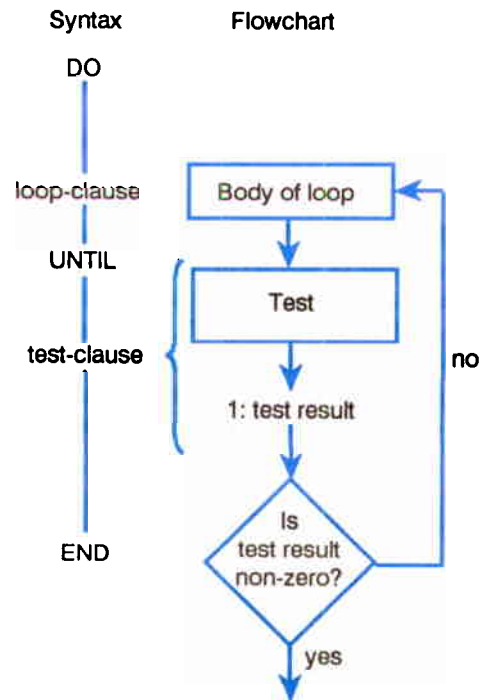 Syntax
Flowchart
DO
loop-clause
Body of loop
UNTIL
Test
test-clause
no
1: test result
Is
test result
non-zero?
END
yes